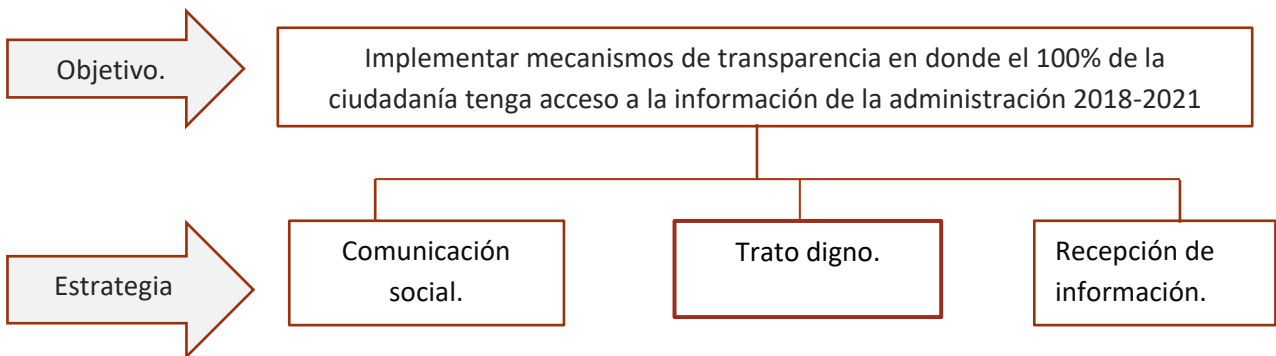 Objetivo.
Implementar mecanismos de transparencia en donde el 100% de la
ciudadanía tenga acceso a la información de la administración 2018-2021
Estrategia
Comunicación
social.
Trato digno.
Recepción de
información.